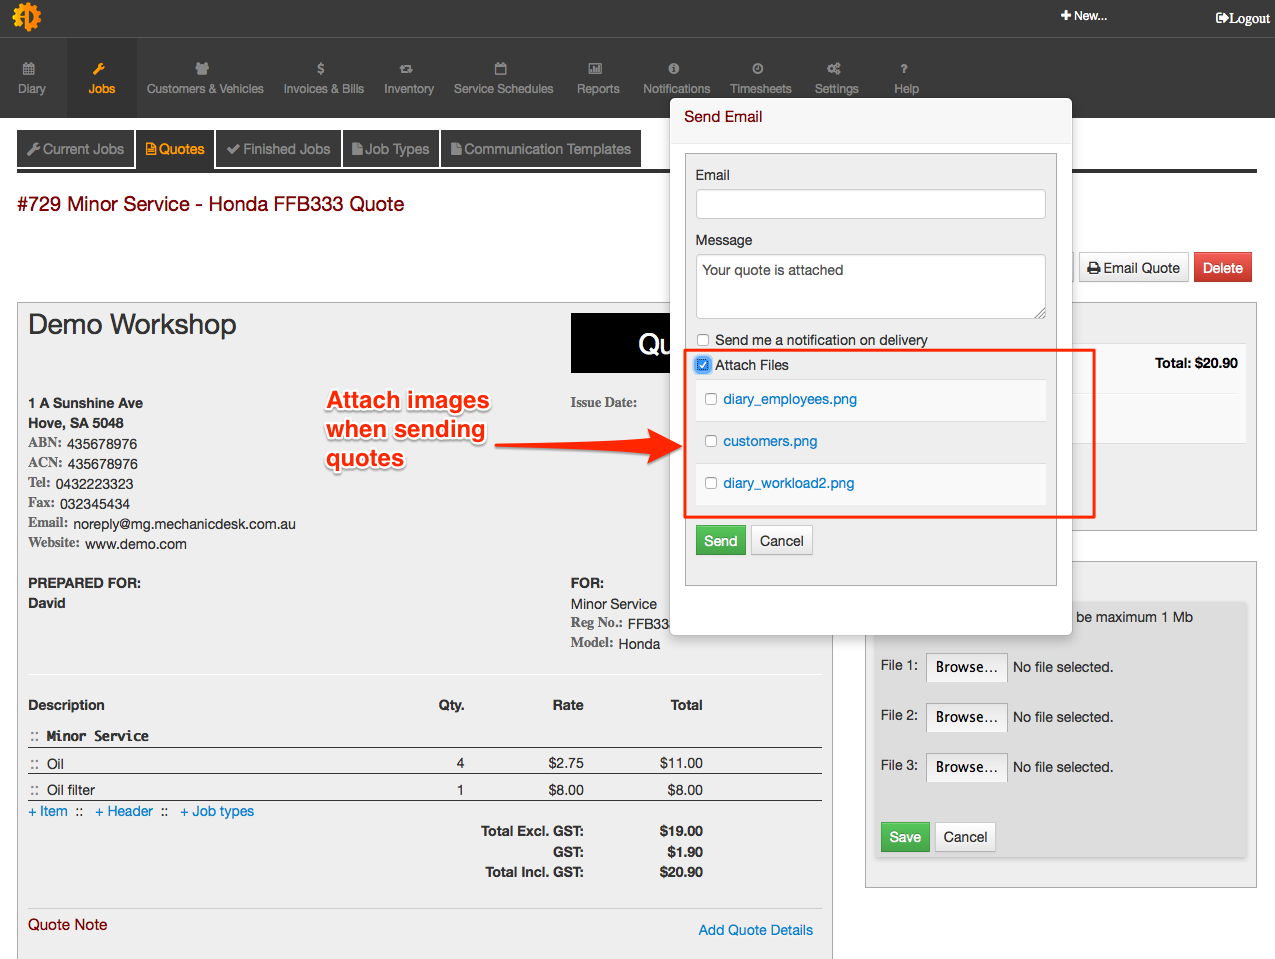 New...
Logout
Diary
Jobs
Customers & Vehicles
Invoices & Bills
Inventory
Service Schedules
Reports
Notifications
Timesheets
Settings
Help
Current Jobs
Quotes
Finished Jobs
Job Types
Communication Templates
#729 Minor Service - Honda FFB333 Quote
Email Quote
Delete
Send Email
Email
Message
Your quote is attached
Send me a notification on delivery
Attach Files
diary_employees.png
customers.png
diary_workload2.png
Send
Cancel
Attach images
when sending
quotes
Demo Workshop
Qu
Issue Date:
1 A Sunshine Ave
Hove, SA 5048
ABN: 435678976
ACN: 435678976
Tel: 0432223323
Fax: 032345434
Email: noreply@mg.mechanicdesk.com.au
Website: www.demo.com
PREPARED FOR:
David
FOR:
Minor Service
Reg No.: FFB33
Model: Honda
Description Qty. Rate Total
:: Minor Service
:: Oil 4 $2.75 $11.00
:: Oil filter 1 $8.00 $8.00
+ Item :: + Header :: + Job types
Total Excl. GST: $19.00
GST: $1.90
Total Incl. GST: $20.90
Quote Note
Add Quote Details
Total: $20.90
be maximum 1 Mb
File 1: Browse... No file selected.
File 2: Browse... No file selected.
File 3: Browse... No file selected.
Save
Cancel